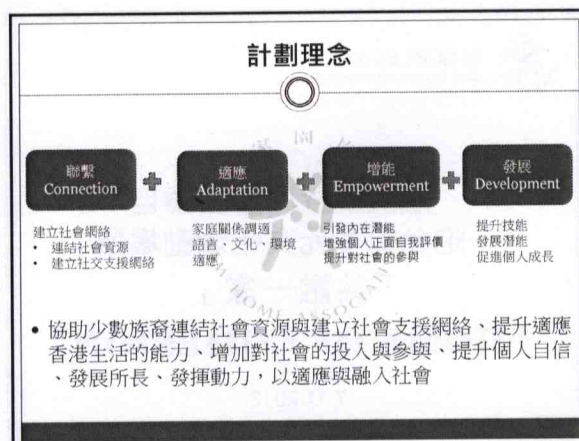 計劃理念
聯繫
Connection
適應
Adaptation
增能
Empowerment
發展
Development
建立社會網絡
• 連結社會資源
• 建立社交支援網絡
家庭關係調適
語言、文化、環境
適應
引發內在潛能
增強個人正面自我評價
提升對社會的參與
提升技能
發展潛能
促進個人成長
• 協助少數族裔連結社會資源與建立社會支援網絡、提升適應
香港生活的能力、增加對社會的投入與參與、提升個人自信
、發展所長、發揮動力，以適應與融入社會